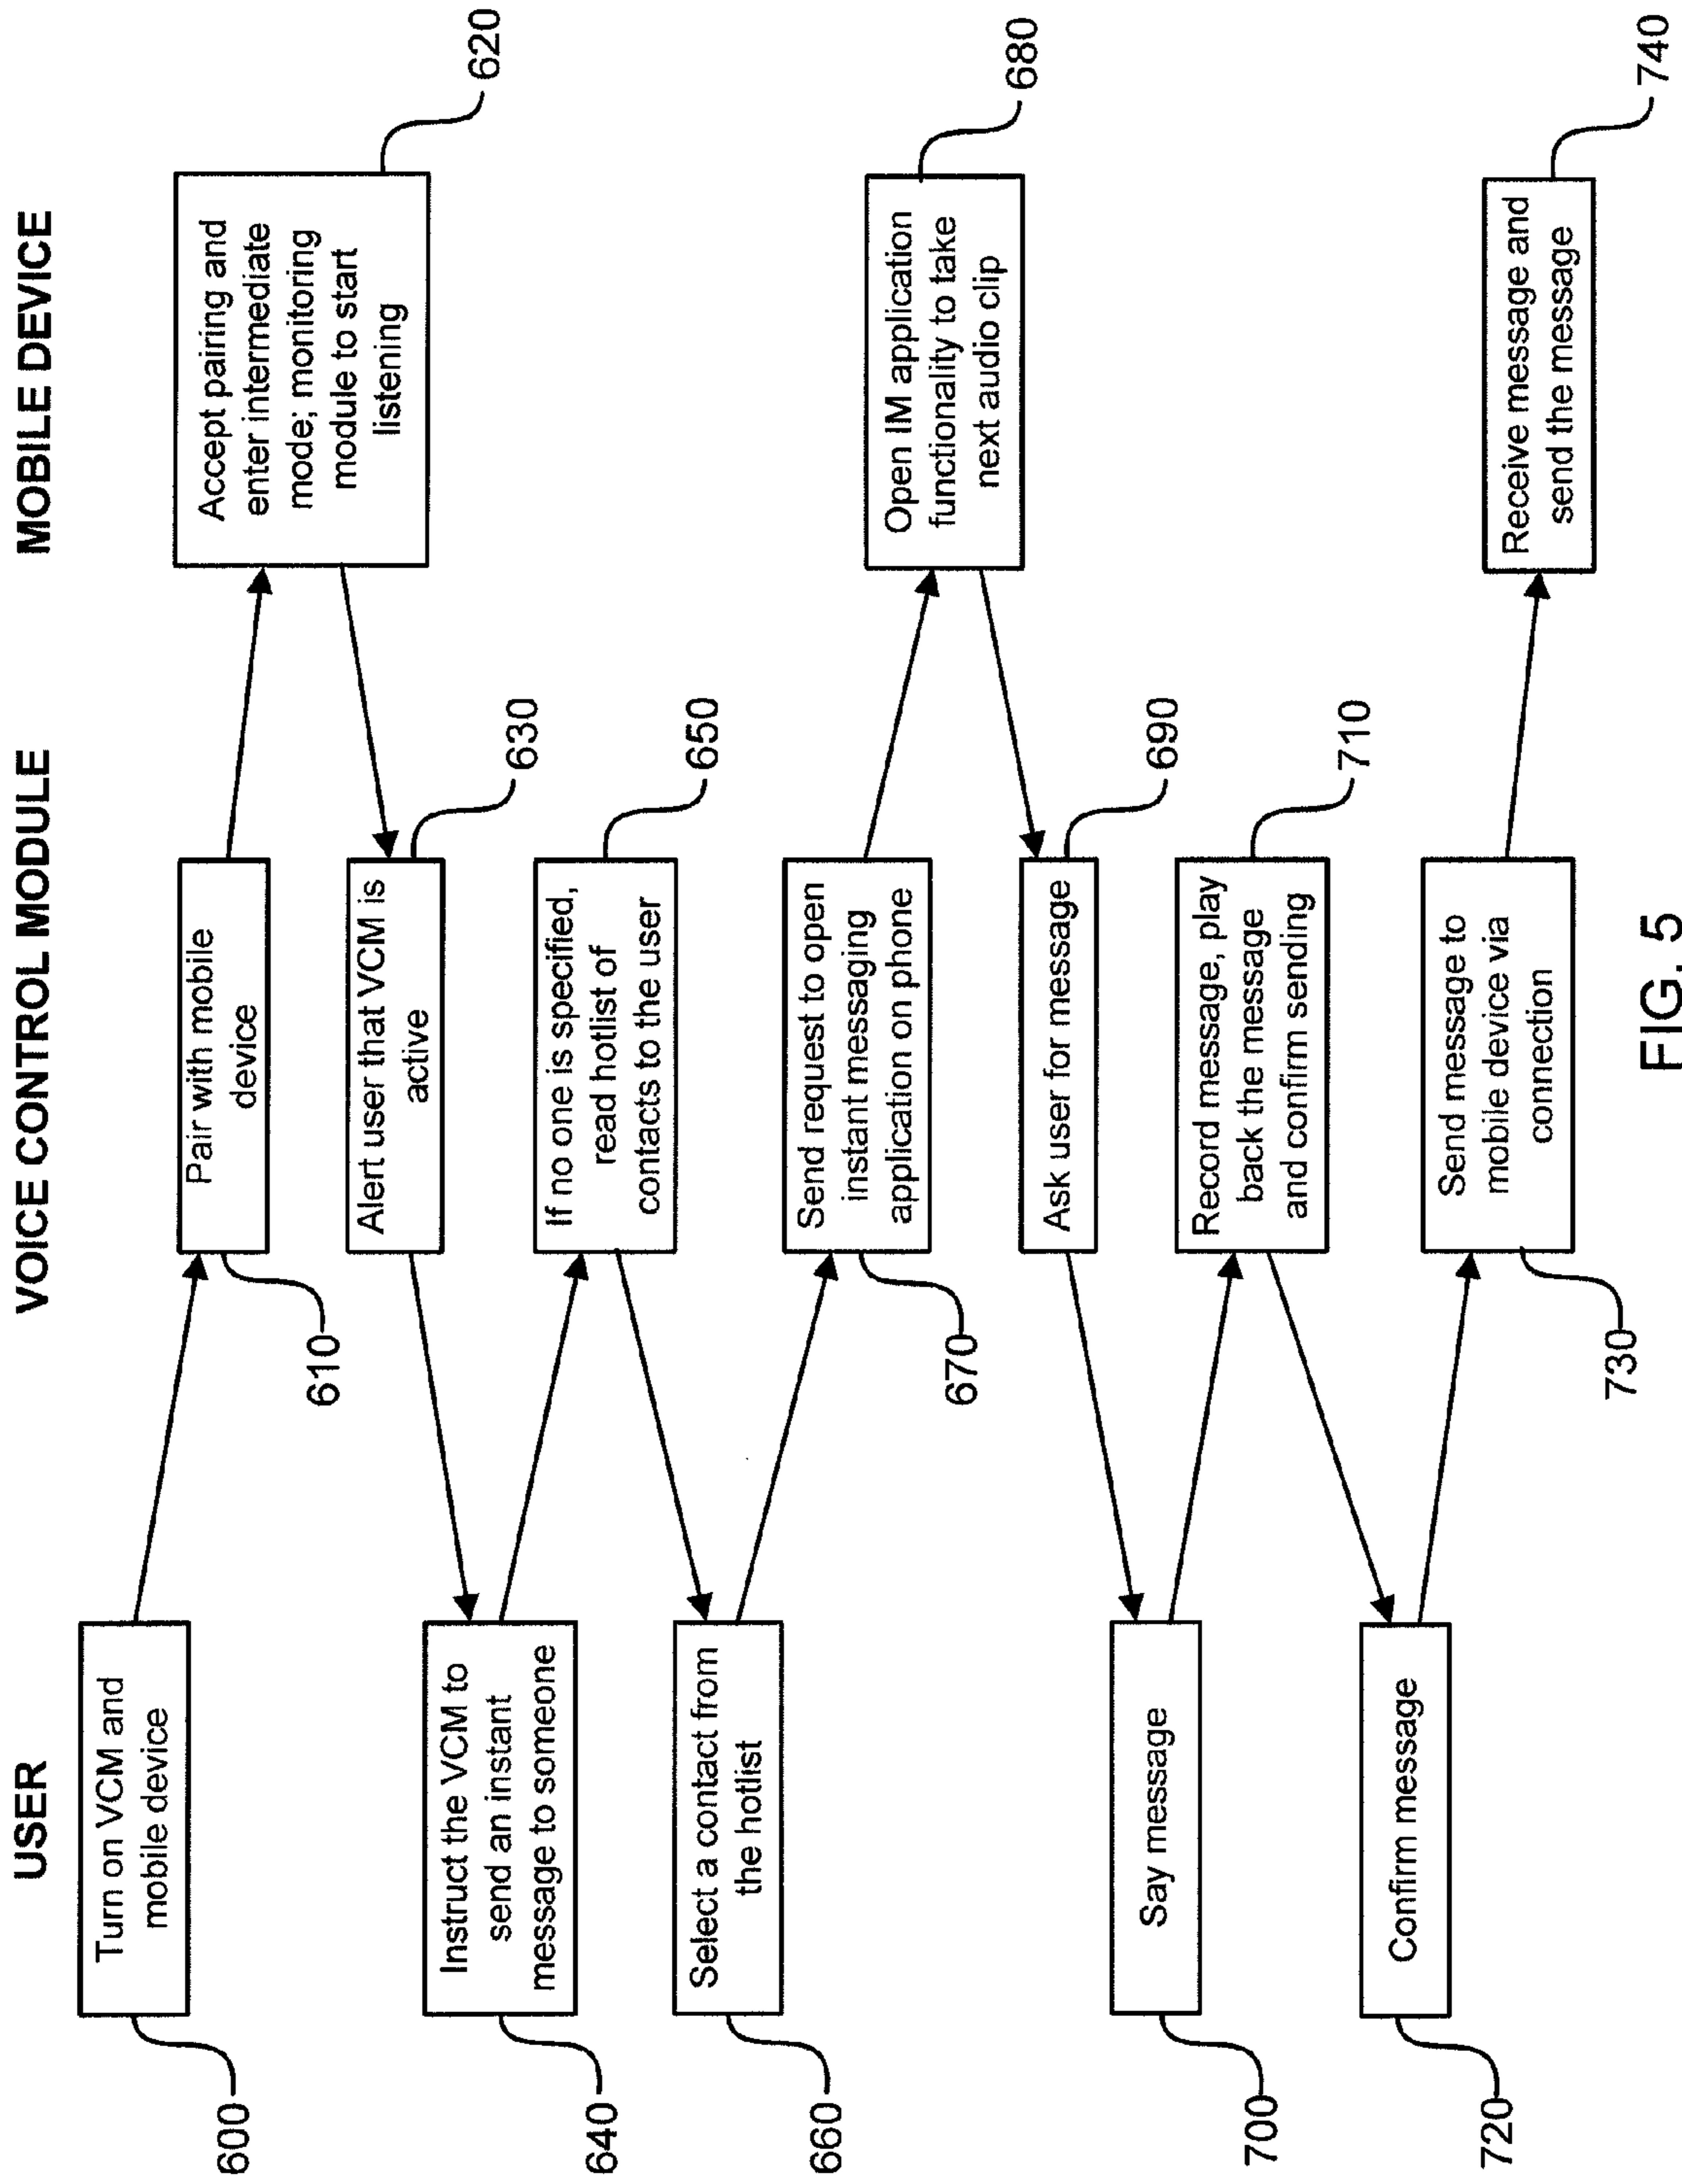 USER
VOICE CONTROL MODULE
MOBILE DEVICE
Turn on VCM and
mobile device
600
Pair with mobile
device
610
Accept pairing and
enter intermediate
mode; monitoring
module to start
listening
620
Alert user that VCM is
active
630
Instruct the VCM to
send an instant
message to someone
640
If no one is specified,
read hotlist of
contacts to the user
650
Select a contact from
the hotlist
660
Send request to open
instant messaging
application on phone
670
Open IM application
functionality to take
next audio clip
680
Ask user for message
690
Say message
700
Record message, play
back the message
and confirm sending
710
Confirm message
720
Send message to
mobile device via
connection
730
Receive message and
send the message
740
FIG. 5